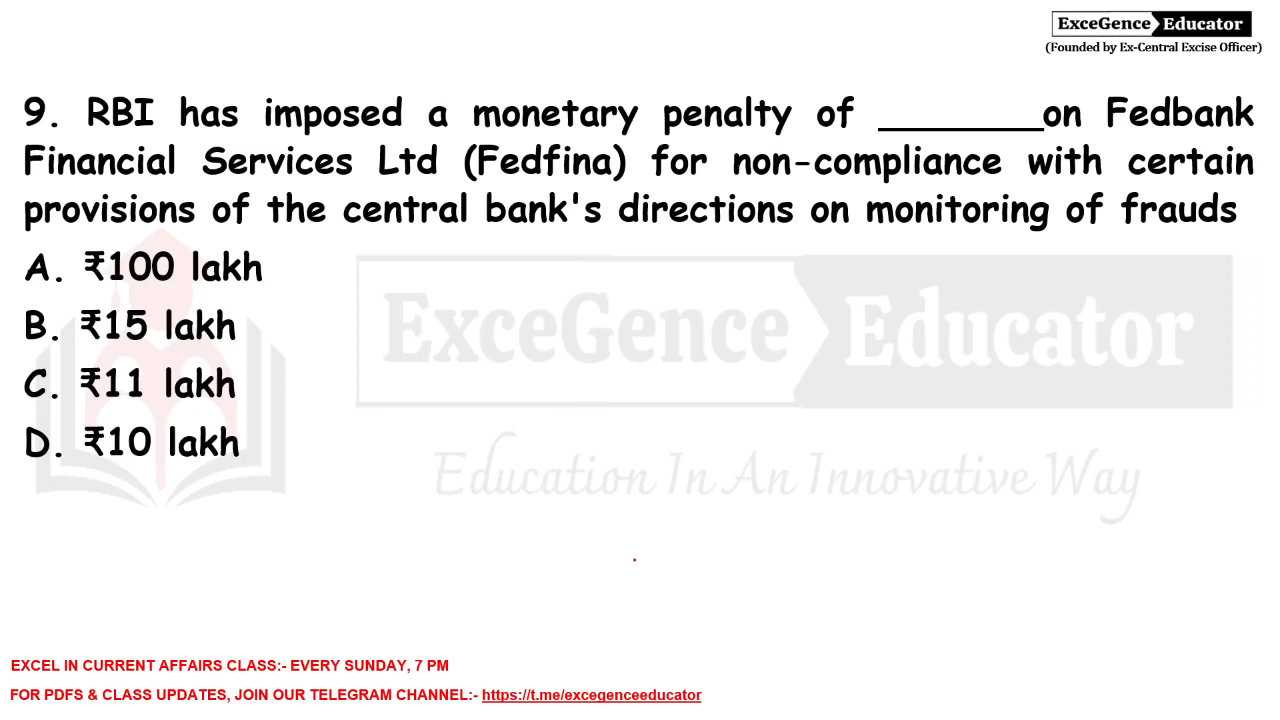 ExceGence Educator
(Founded by Ex-Central Excise Officer)
9. RBI has imposed a monetary penalty of ________on Fedbank
Financial Services Ltd (Fedfina) for non-compliance with certain
provisions of the central bank's directions on monitoring of frauds
A. ₹100 lakh
B. ₹15 lakh
C. ₹11 lakh
D. ₹10 lakh
ExceGence Educator
Education In An Innovative Way
EXCEL IN CURRENT AFFAIRS CLASS:- EVERY SUNDAY, 7 PM
FOR PDFS & CLASS UPDATES, JOIN OUR TELEGRAM CHANNEL:- https://t.me/excegenceeducator